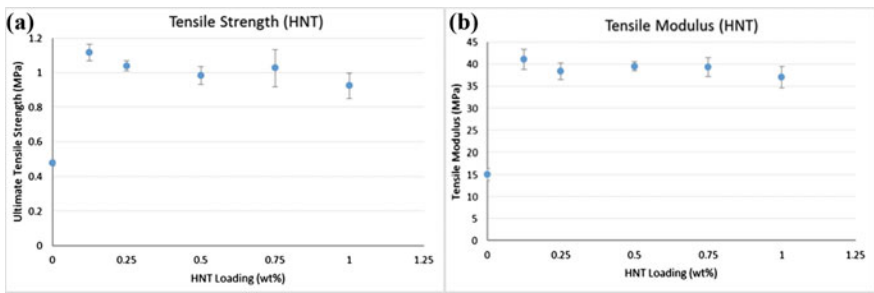 (a)
Tensile Strength (HNT)
Ultimate Tensile Strength (MPa)
1.2
1
0.8
0.6
0.4
0.2
0
0 0.25 0.5 0.75 1 1.25
HNT Loading (wt%)
(b)
Tensile Modulus (HNT)
Tensile Modulus (MPa)
45
40
35
30
25
20
15
10
5
0
0 0.25 0.5 0.75 1 1.25
HNT Loading (wt%)